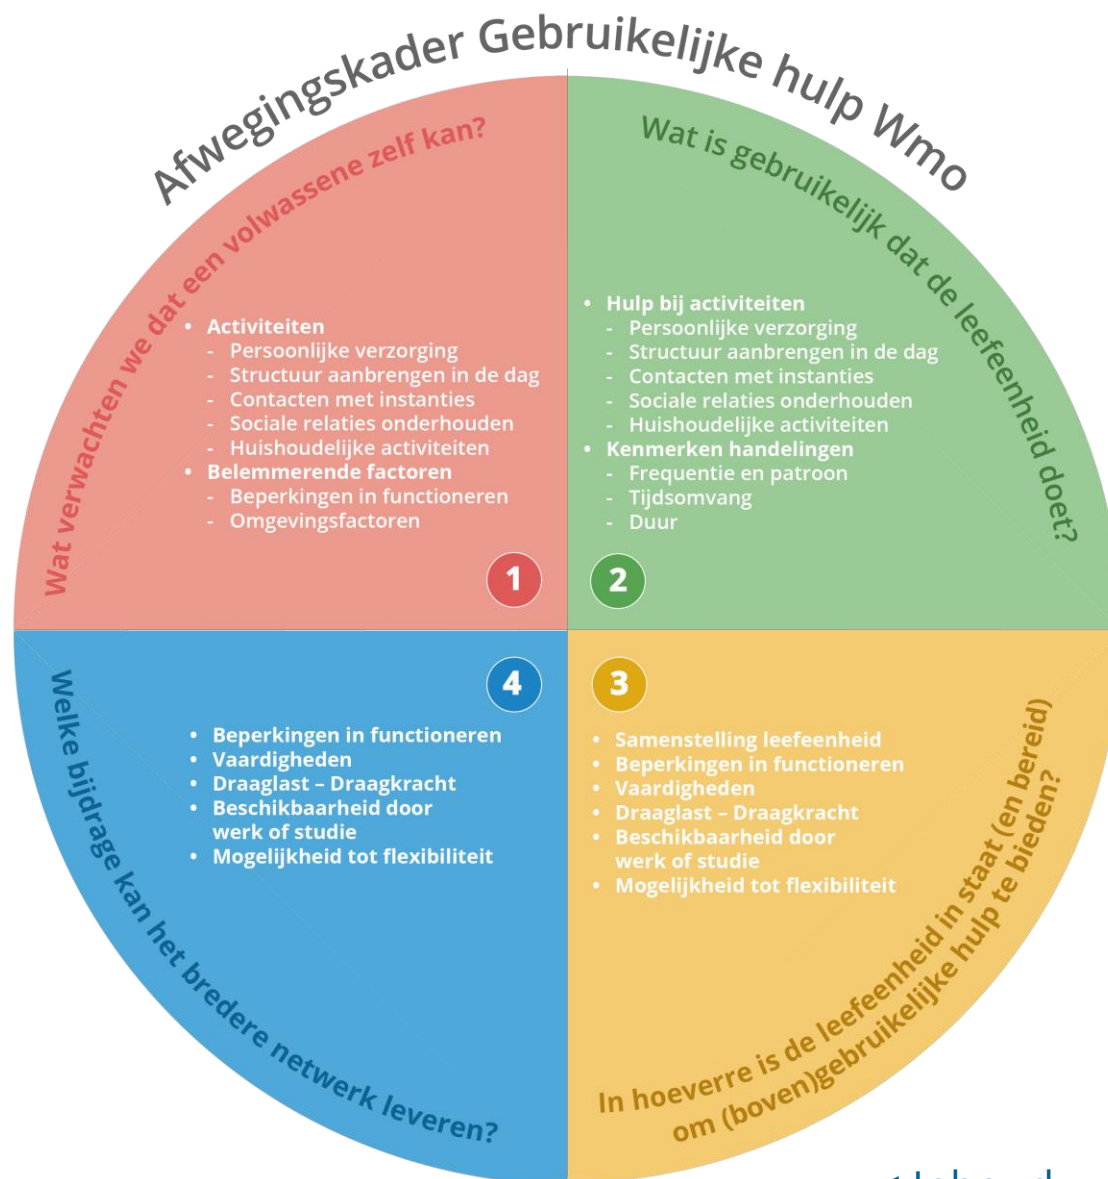 Afwegingskader Gebruikelijke hulp Wmo
Wat verwachten we dat een volwassene zelf kan?
• Activiteiten
- Persoonlijke verzorging
- Structuur aanbrengen in de dag
- Contacten met instanties
- Sociale relaties onderhouden
- Huishoudelijke activiteiten
• Belemmerende factoren
- Beperkingen in functioneren
- Omgevingsfactoren
1
Wat is gebruikelijk dat de leefeenheid doet?
• Hulp bij activiteiten
- Persoonlijke verzorging
- Structuur aanbrengen in de dag
- Contacten met instanties
- Sociale relaties onderhouden
- Huishoudelijke activiteiten
• Kenmerken handelingen
- Frequentie en patroon
- Tijdsomvang
- Duur
2
3
• Samenstelling leefeenheid
• Beperkingen in functioneren
• Vaardigheden
• Draaglast – Draagkracht
• Beschikbaarheid door
werk of studie
• Mogelijkheid tot flexibiliteit
In hoeverre is de leefeenheid in staat (en bereid)
om (boven)gebruikelijke hulp te bieden?
4
• Beperkingen in functioneren
• Vaardigheden
• Draaglast – Draagkracht
• Beschikbaarheid door
werk of studie
• Mogelijkheid tot flexibiliteit
Welke bijdrage kan het bredere netwerk leveren?